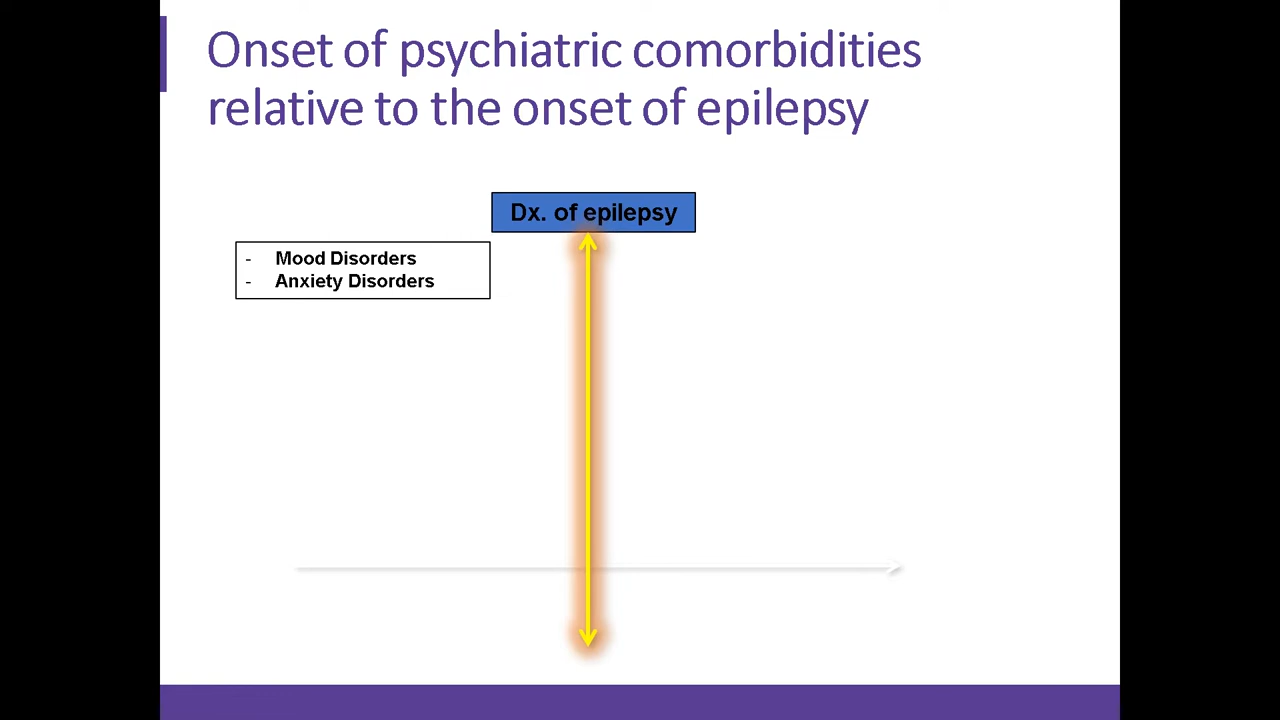 Onset of psychiatric comorbidities
relative to the onset of epilepsy
Dx. of epilepsy
- Mood Disorders
- Anxiety Disorders